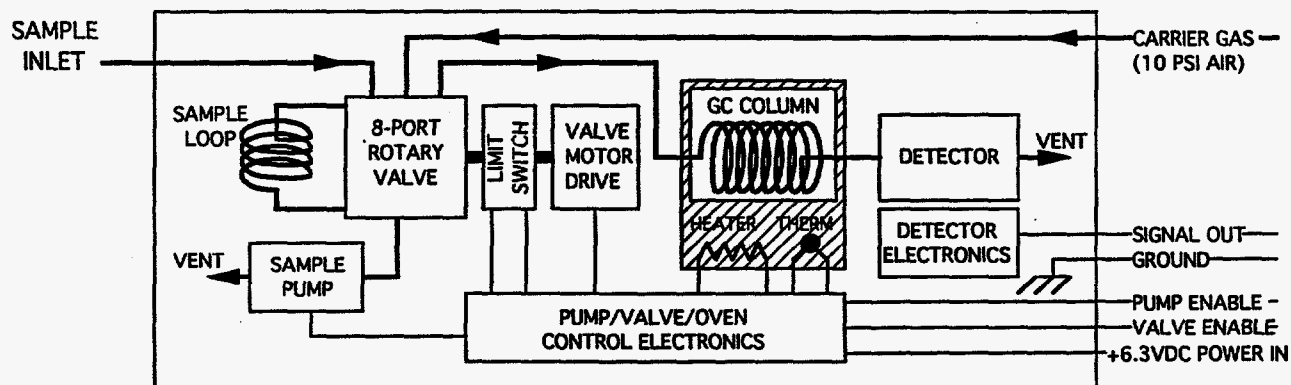 SAMPLE
INLET
CARRIER GAS
(10 PSI AIR)
SAMPLE
LOOP
8-PORT
ROTARY
VALVE
LIMIT
SWITCH
VALVE
MOTOR
DRIVE
GC COLUMN
HEATER
THERM
DETECTOR
VENT
DETECTOR
ELECTRONICS
SIGNAL OUT
GROUND
VENT
SAMPLE
PUMP
PUMP/VALVE/OVEN
CONTROL ELECTRONICS
PUMP ENABLE
VALVE ENABLE
+6.3VDC POWER IN